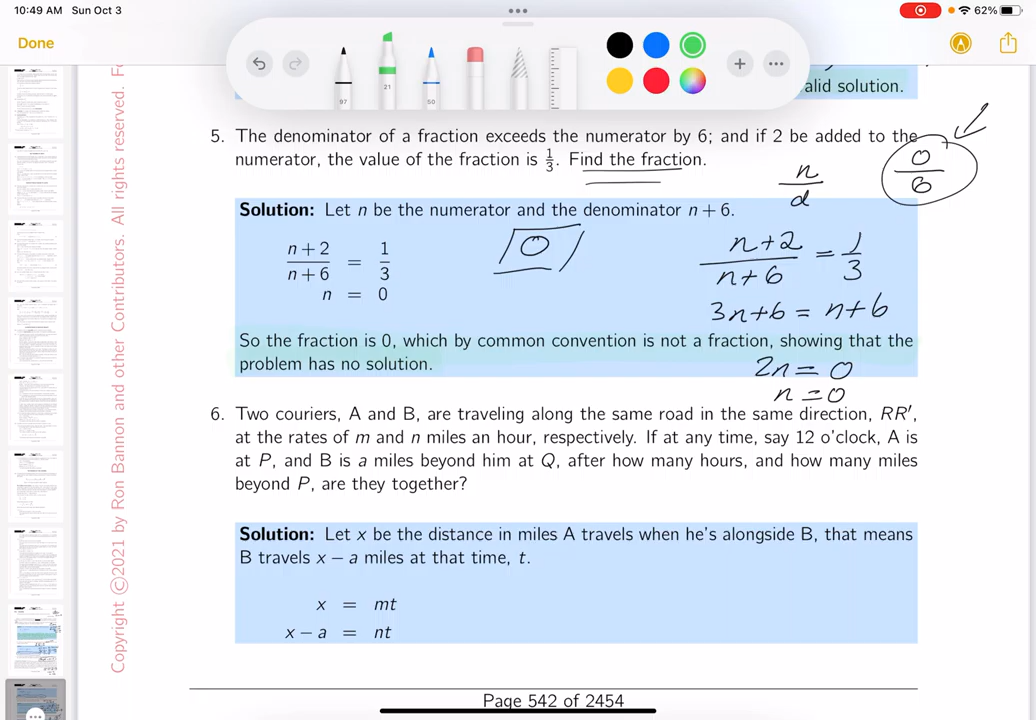 10:49 AM Sun Oct 3
62%
Done
97
21
50
alid solution.
5. The denominator of a fraction exceeds the numerator by 6; and if 2 be added to the
numerator, the value of the fraction is 1/3. Find the fraction.
n/d
0/6
Solution: Let n be the numerator and the denominator n + 6.
n + 2 / n + 6 = 1/3
n = 0
0
n+2 / n+6 = 1/3
3n+6 = n+6
So the fraction is 0, which by common convention is not a fraction, showing that the
problem has no solution.
2n = 0
n = 0
6. Two couriers, A and B, are traveling along the same road in the same direction, RR′,
at the rates of m and n miles an hour, respectively. If at any time, say 12 o'clock, A is
at P, and B is a miles beyond him at Q, after how many hours, and how many miles
beyond P, are they together?
Solution: Let x be the distance in miles A travels when he's alongside B, that means
B travels x − a miles at that time, t.
x = mt
x − a = nt
Page 542 of 2454
Copyright ©2021 by Ron Bannon and other Contributors. All rights reserved.